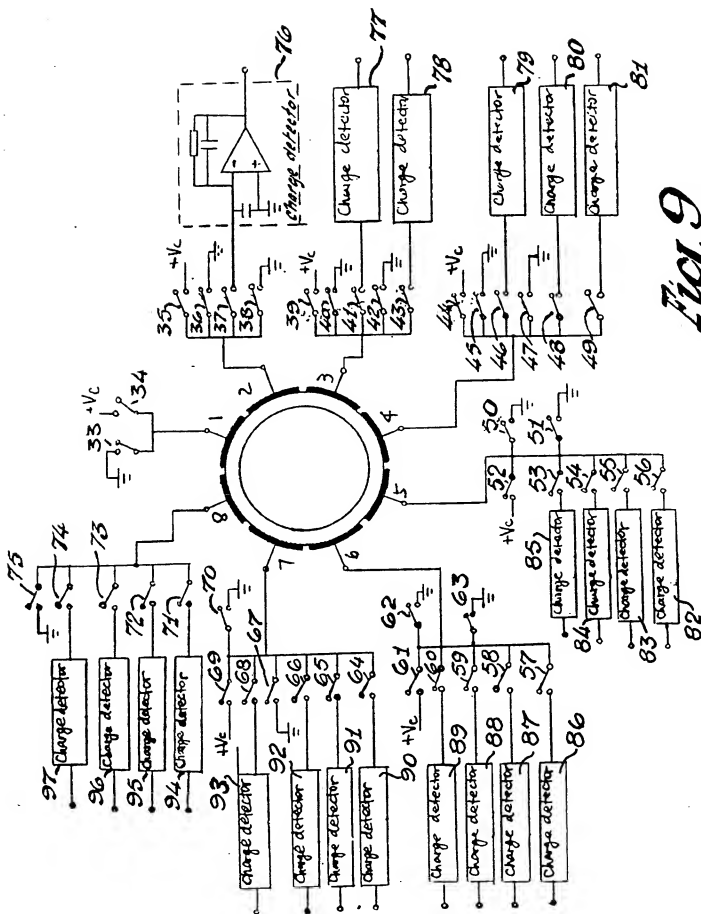 76
Charge detector
77
Charge detector
78
Charge detector
79
Charge detector
80
Charge detector
81
Charge detector
+Vc
35
36
37
38
+Vc
39
40
41
42
43
+Vc
44
45
46
47
48
49
33
+Vc
34
1
2
3
4
5
6
7
8
50
51
52
+Vc
53
54
55
56
85
Charge detector
84
Charge detector
83
Charge detector
82
Charge detector
75
74
73
72
71
97
Charge detector
96
Charge detector
95
Charge detector
94
Charge detector
70
69
+Vc
68
67
66
65
64
93
Charge detector
92
Charge detector
91
Charge detector
90
Charge detector
62
63
61
+Vc
60
59
58
57
89
Charge detector
88
Charge detector
87
Charge detector
86
Charge detector
Fig. 9